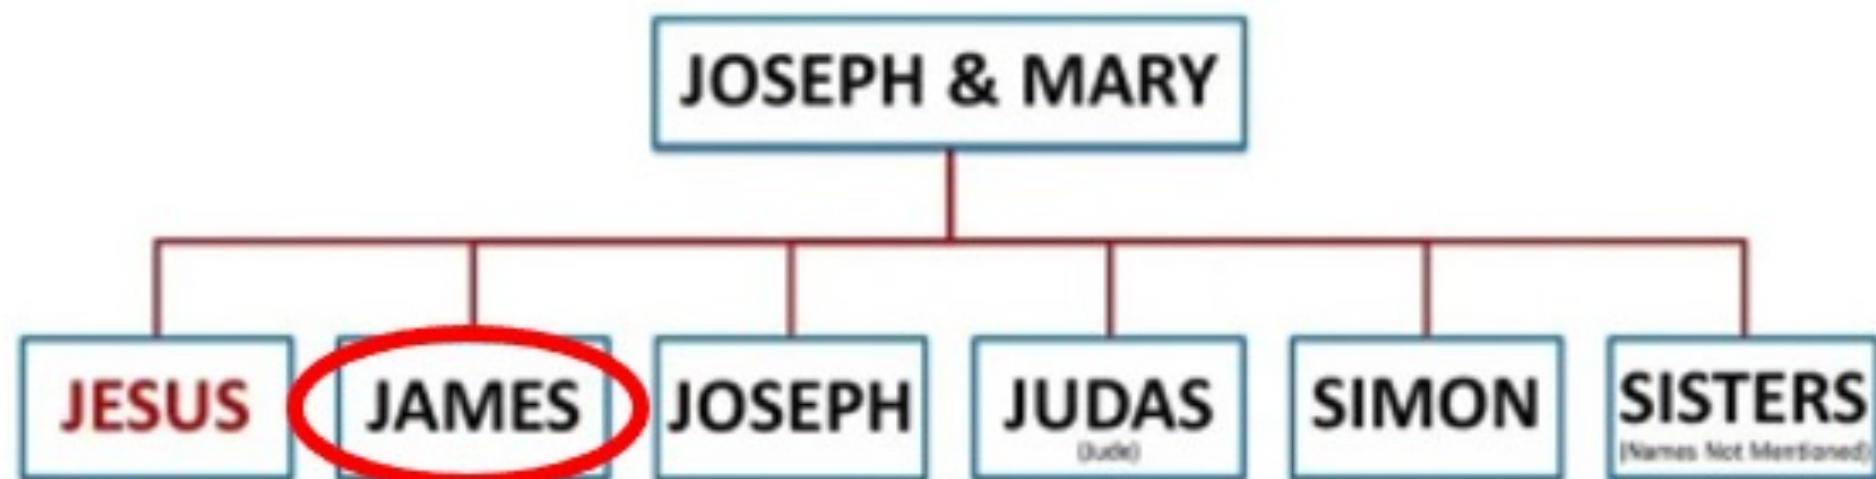 JOSEPH & MARY
JESUS
JAMES
JOSEPH
JUDAS
(Jude)
SIMON
SISTERS
(Names Not Mentioned)